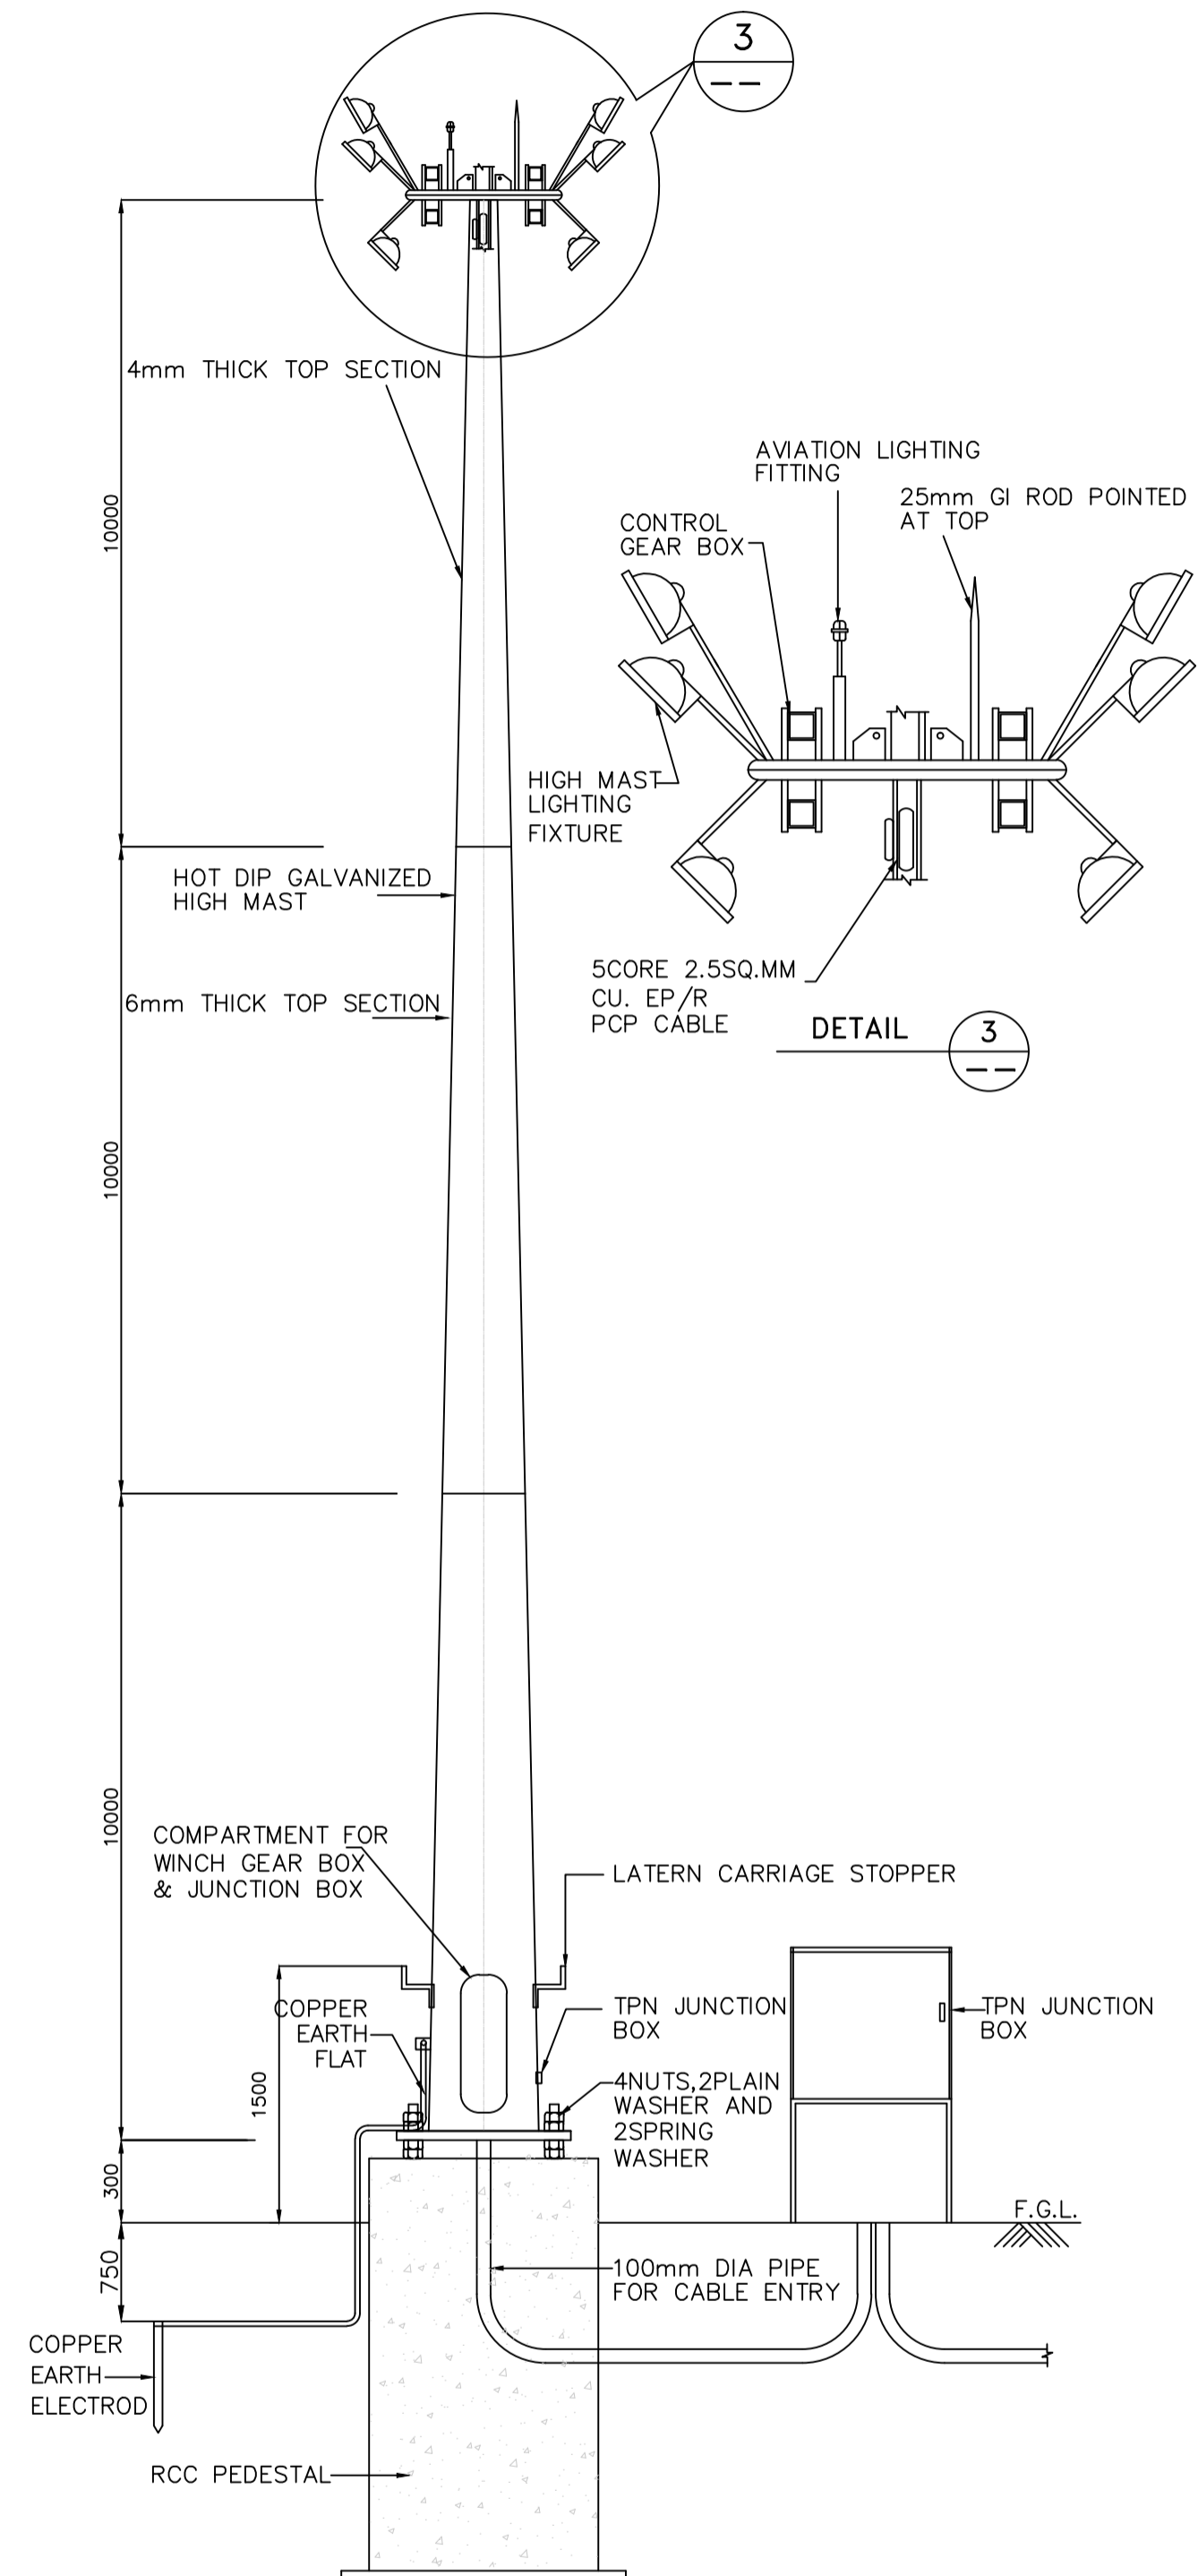 3
4mm THICK TOP SECTION
10000
AVIATION LIGHTING
FITTING
25mm GI ROD POINTED
AT TOP
CONTROL
GEAR BOX
HIGH MAST
LIGHTING
FIXTURE
HOT DIP GALVANIZED
HIGH MAST
5CORE 2.5SQ.MM
CU. EP/R
PCP CABLE
6mm THICK TOP SECTION
DETAIL
3
10000
10000
COMPARTMENT FOR
WINCH GEAR BOX
& JUNCTION BOX
LATERN CARRIAGE STOPPER
COPPER
EARTH
FLAT
TPN JUNCTION
BOX
TPN JUNCTION
BOX
1500
4NUTS,2PLAIN
WASHER AND
2SPRING
WASHER
300
F.G.L.
750
100mm DIA PIPE
FOR CABLE ENTRY
COPPER
EARTH
ELECTROD
RCC PEDESTAL